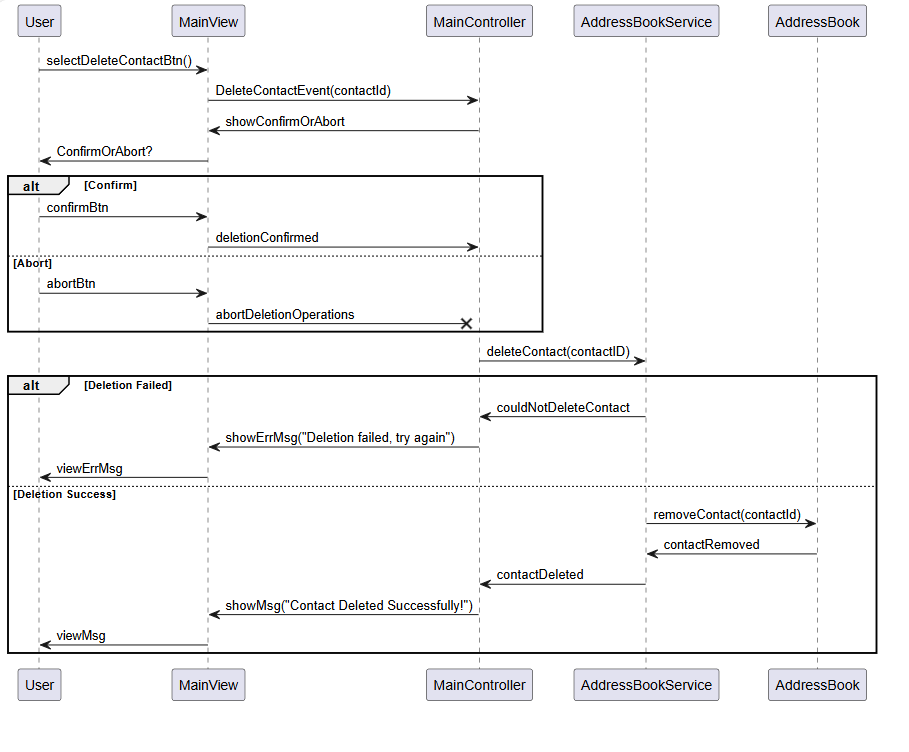 User MainView MainController AddressBookService AddressBook
selectDeleteContactBtn()
DeleteContactEvent(contactId)
showConfirmOrAbort
ConfirmOrAbort?
alt [Confirm]
confirmBtn
deletionConfirmed
[Abort]
abortBtn
abortDeletionOperations
deleteContact(contactID)
alt [Deletion Failed]
couldNotDeleteContact
showErrMsg("Deletion failed, try again")
viewErrMsg
[Deletion Success]
removeContact(contactId)
contactRemoved
contactDeleted
showMsg("Contact Deleted Successfully!")
viewMsg
User MainView MainController AddressBookService AddressBook